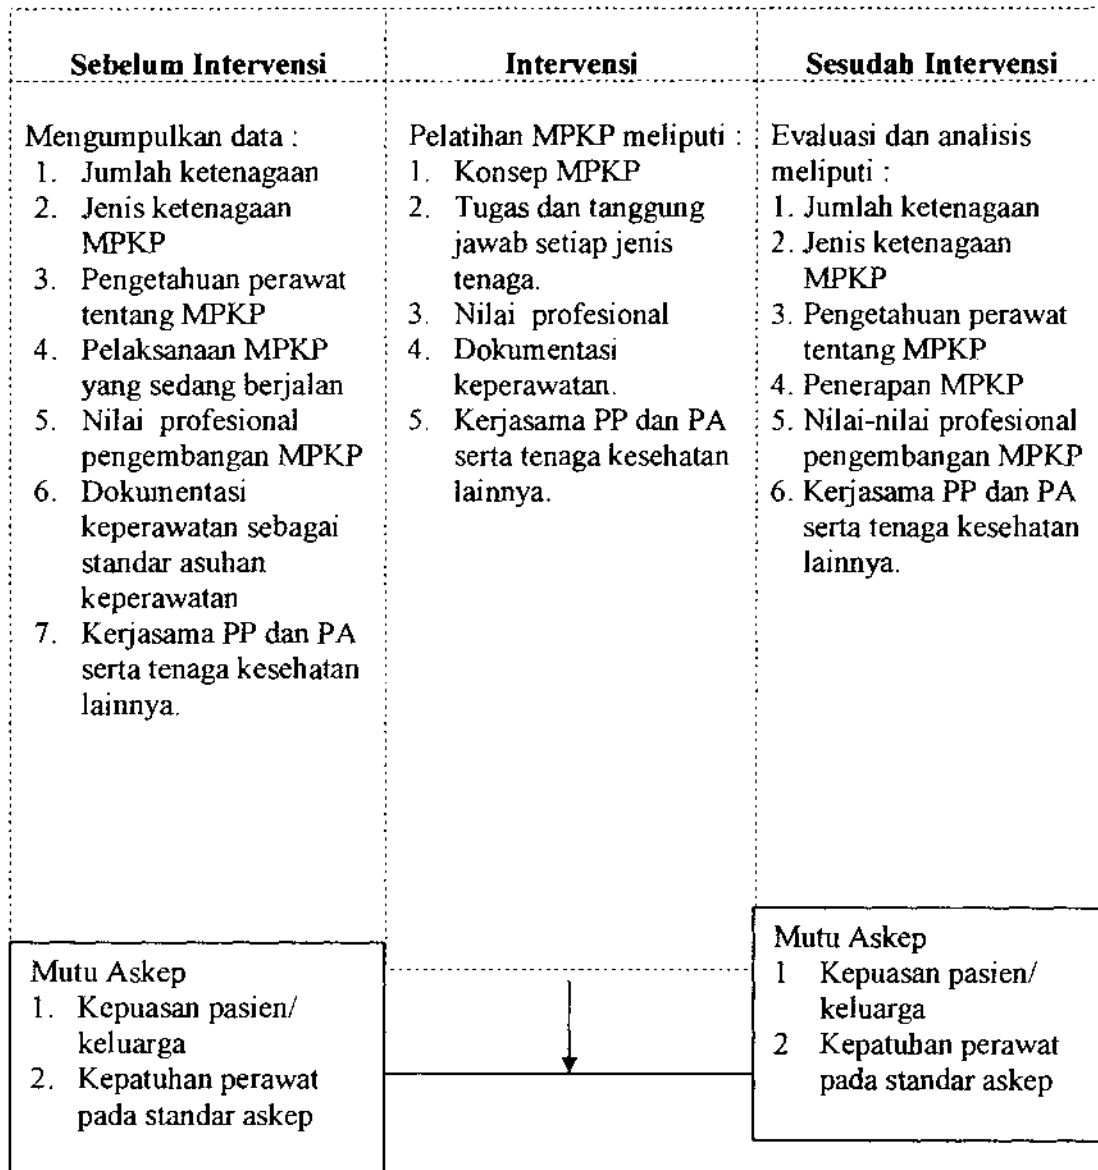 Sebelum Intervensi
Mengumpulkan data :
1. Jumlah ketenagaan
2. Jenis ketenagaan
MPKP
3. Pengetahuan perawat
tentang MPKP
4. Pelaksanaan MPKP
yang sedang berjalan
5. Nilai profesional
pengembangan MPKP
6. Dokumentasi
keperawatan sebagai
standar asuhan
keperawatan
7. Kerjasama PP dan PA
serta tenaga kesehatan
lainnya.
Mutu Askep
1. Kepuasan pasien/
keluarga
2. Kepatuhan perawat
pada standar askep
Intervensi
Pelatihan MPKP meliputi :
1. Konsep MPKP
2. Tugas dan tanggung
jawab setiap jenis
tenaga.
3. Nilai profesional
4. Dokumentasi
keperawatan.
5. Kerjasama PP dan PA
serta tenaga kesehatan
lainnya.
Sesudah Intervensi
Evaluasi dan analisis
meliputi :
1. Jumlah ketenagaan
2. Jenis ketenagaan
MPKP
3. Pengetahuan perawat
tentang MPKP
4. Penerapan MPKP
5. Nilai-nilai profesional
pengembangan MPKP
6. Kerjasama PP dan PA
serta tenaga kesehatan
lainnya.
Mutu Askep
1 Kepuasan pasien/
keluarga
2 Kepatuhan perawat
pada standar askep